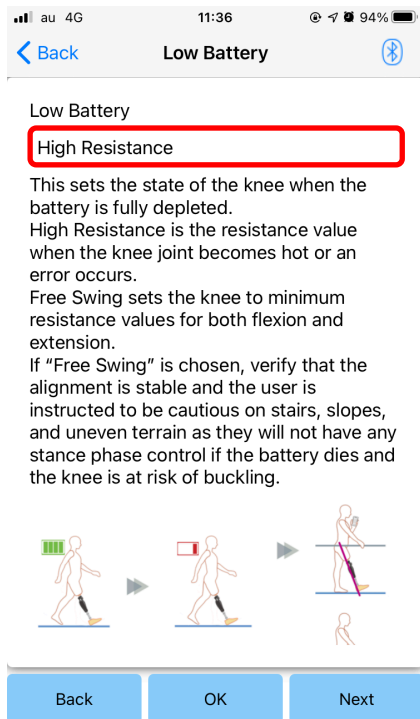 au 4G 11:36 94%
Back Low Battery
Low Battery
High Resistance
This sets the state of the knee when the
battery is fully depleted.
High Resistance is the resistance value
when the knee joint becomes hot or an
error occurs.
Free Swing sets the knee to minimum
resistance values for both flexion and
extension.
If “Free Swing” is chosen, verify that the
alignment is stable and the user is
instructed to be cautious on stairs, slopes,
and uneven terrain as they will not have any
stance phase control if the battery dies and
the knee is at risk of buckling.
Back OK Next